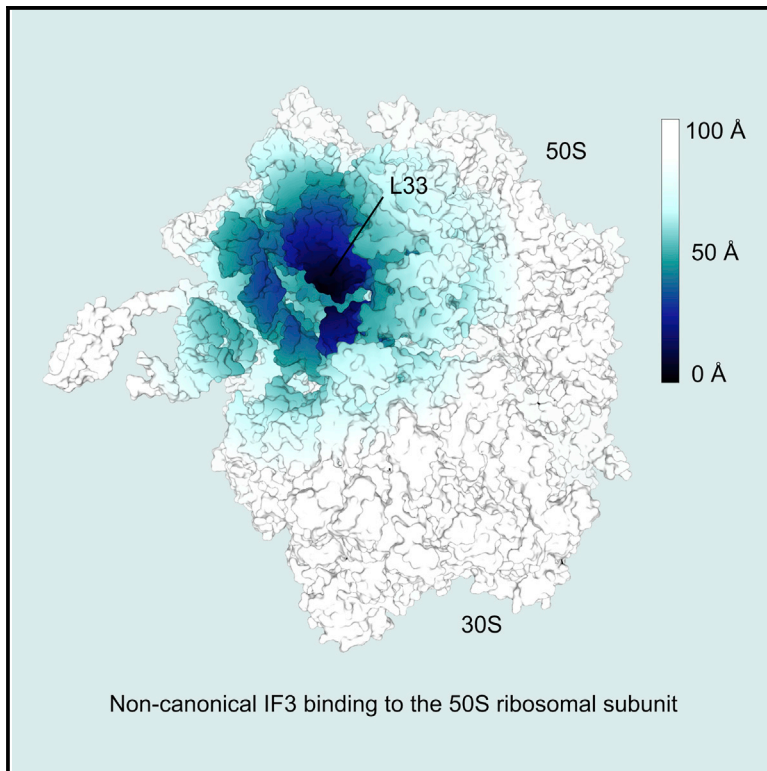 100 Å
50S
L33
50 Å
0 Å
30S
Non-canonical IF3 binding to the 50S ribosomal subunit